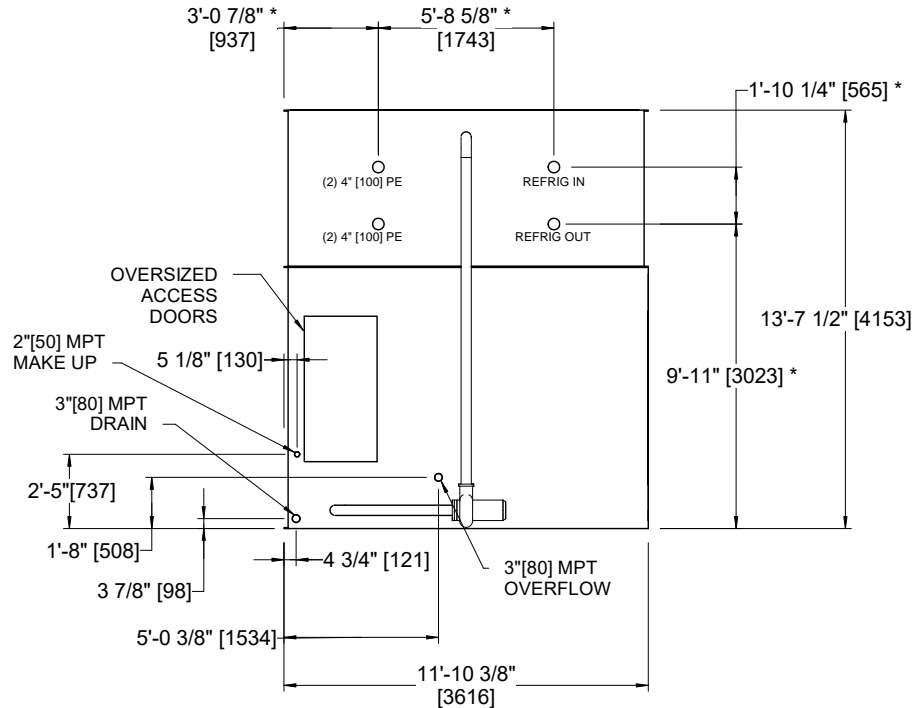 3'-0 7/8" *
[937]
5'-8 5/8" *
[1743]
1'-10 1/4" [565] *
(2) 4" [100] PE
REFRIG IN
(2) 4" [100] PE
REFRIG OUT
OVERSIZED
ACCESS
DOORS
13'-7 1/2" [4153]
2"[50] MPT
MAKE UP
5 1/8" [130]
9'-11" [3023] *
3"[80] MPT
DRAIN
2'-5"[737]
1'-8" [508]
4 3/4" [121]
3"[80] MPT
OVERFLOW
3 7/8" [98]
5'-0 3/8" [1534]
11'-10 3/8"
[3616]